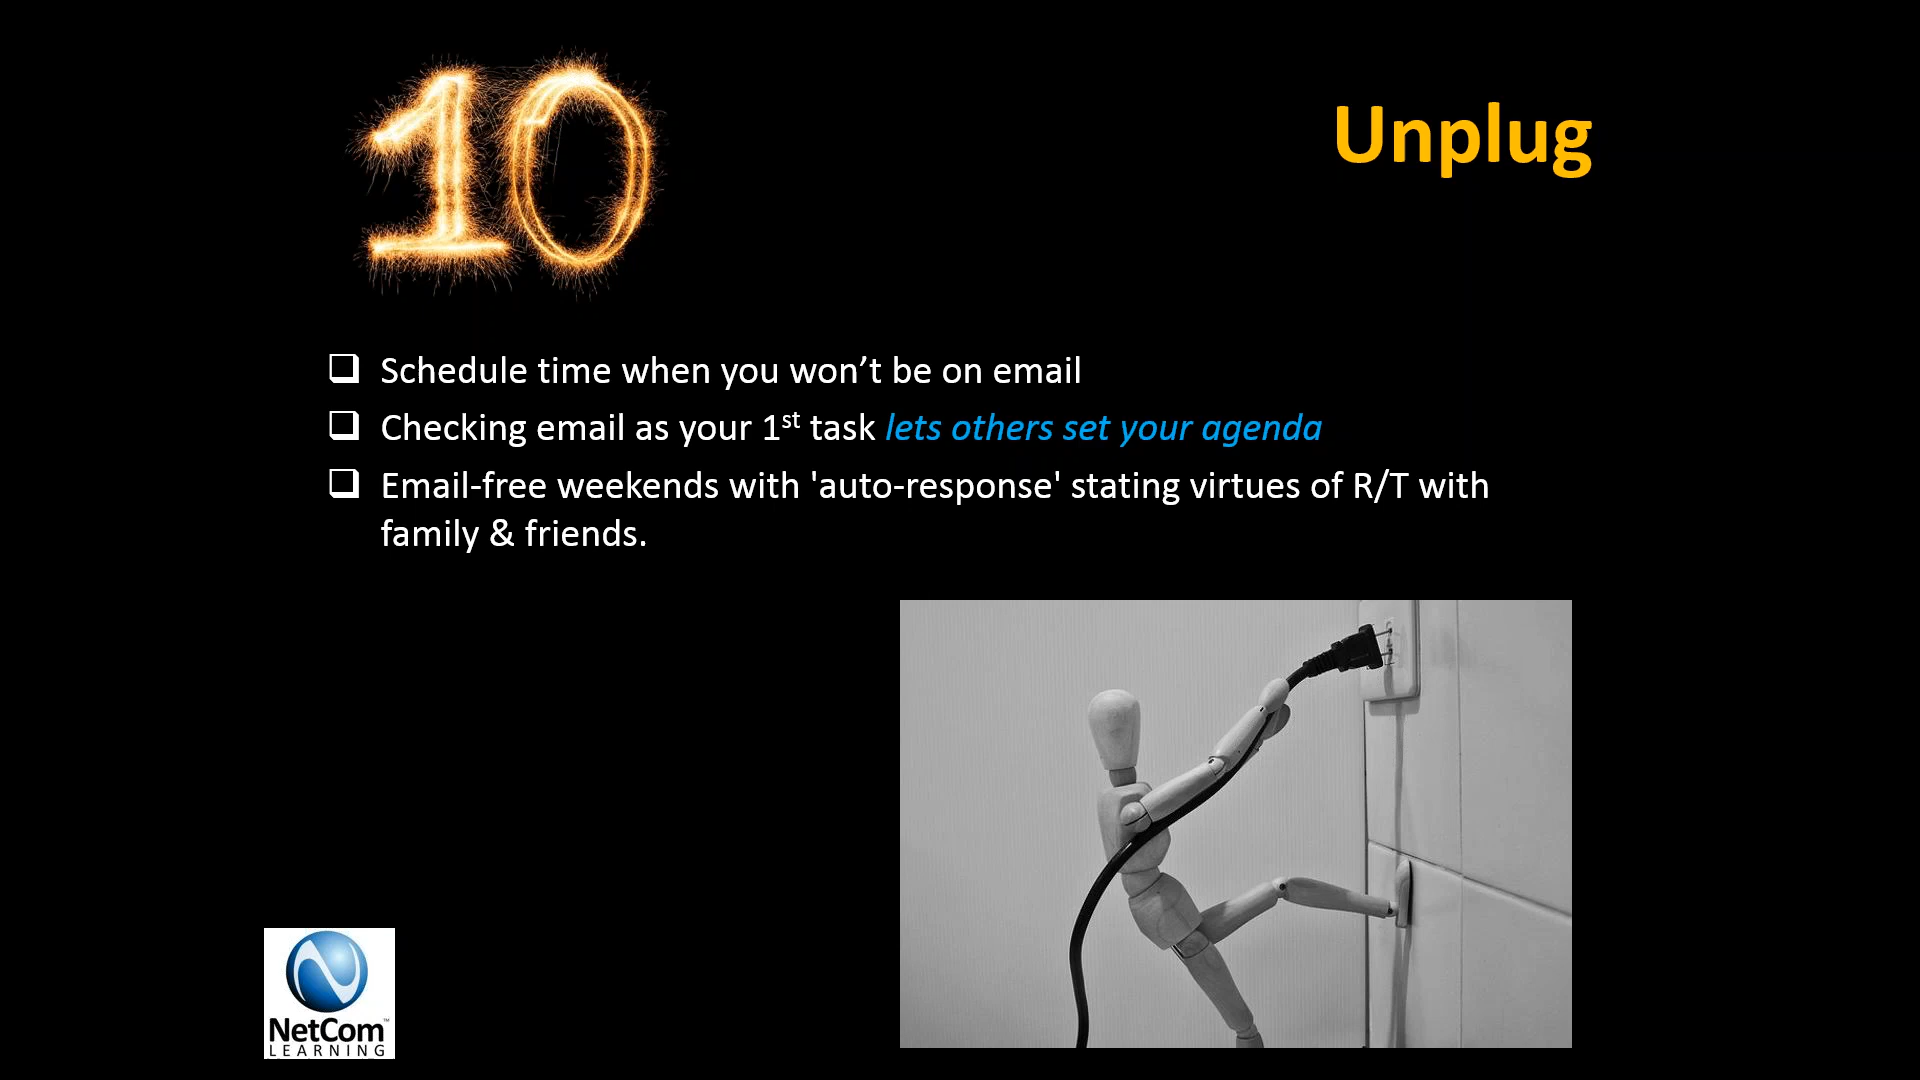 10
Unplug
Schedule time when you won’t be on email
Checking email as your 1st task lets others set your agenda
Email-free weekends with 'auto-response' stating virtues of R/T with
family & friends.
NetCom™
LEARNING